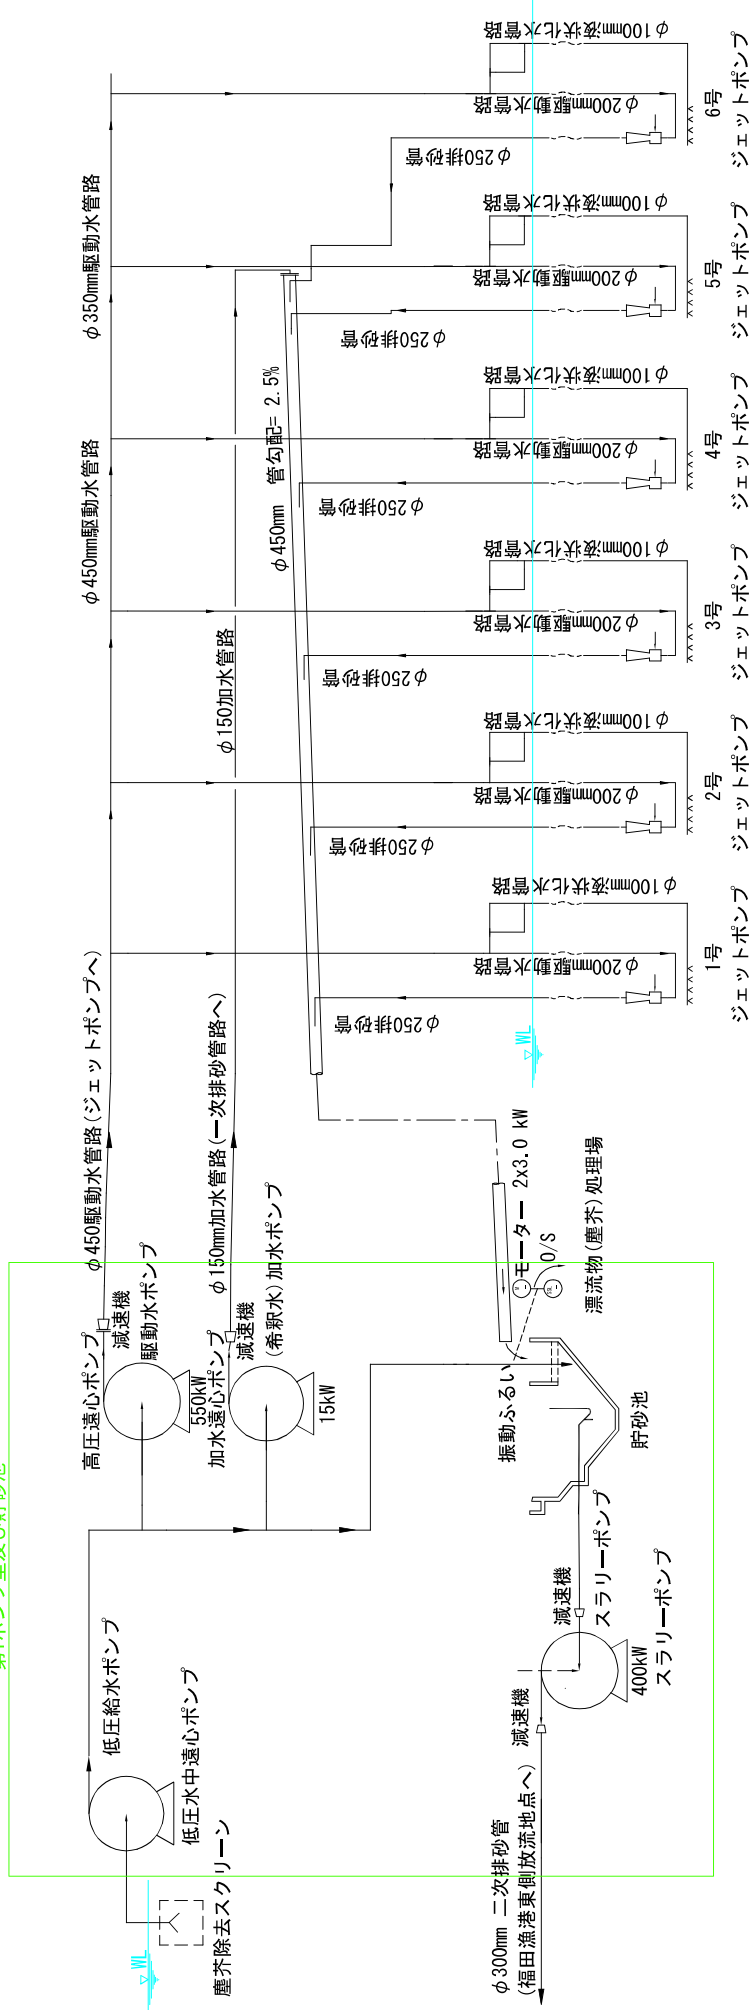 WL
塵芥除去スクリーン
低圧水中遠心ポンプ
低圧給水ポンプ
高圧遠心ポンプ
減速機
駆動水ポンプ
550kW
加水遠心ポンプ
減速機
(希釈水)加水ポンプ
15kW
φ450駆動水管路(ジェットポンプへ)
φ150mm加水管路(一次排砂管路へ)
φ450mm駆動水管路
φ350mm駆動水管路
φ150加水管路
φ450mm 管勾配= 2.5%
φ300mm 二次排砂管
(福田漁港東側放流地点へ)
減速機
400kW
スラリーポンプ
減速機
スラリーポンプ
貯砂池
振動ふるい
モーター 2x3.0 kW
O/S
漂流物(塵芥)処理場
WL
φ250排砂管
φ200mm駆動水管路
φ100mm液状化水管路
1号
ジェットポンプ
φ250排砂管
φ200mm駆動水管路
φ100mm液状化水管路
2号
ジェットポンプ
φ250排砂管
φ200mm駆動水管路
φ100mm液状化水管路
3号
ジェットポンプ
φ250排砂管
φ200mm駆動水管路
φ100mm液状化水管路
4号
ジェットポンプ
φ250排砂管
φ200mm駆動水管路
φ100mm液状化水管路
5号
ジェットポンプ
φ250排砂管
φ200mm駆動水管路
φ100mm液状化水管路
6号
ジェットポンプ